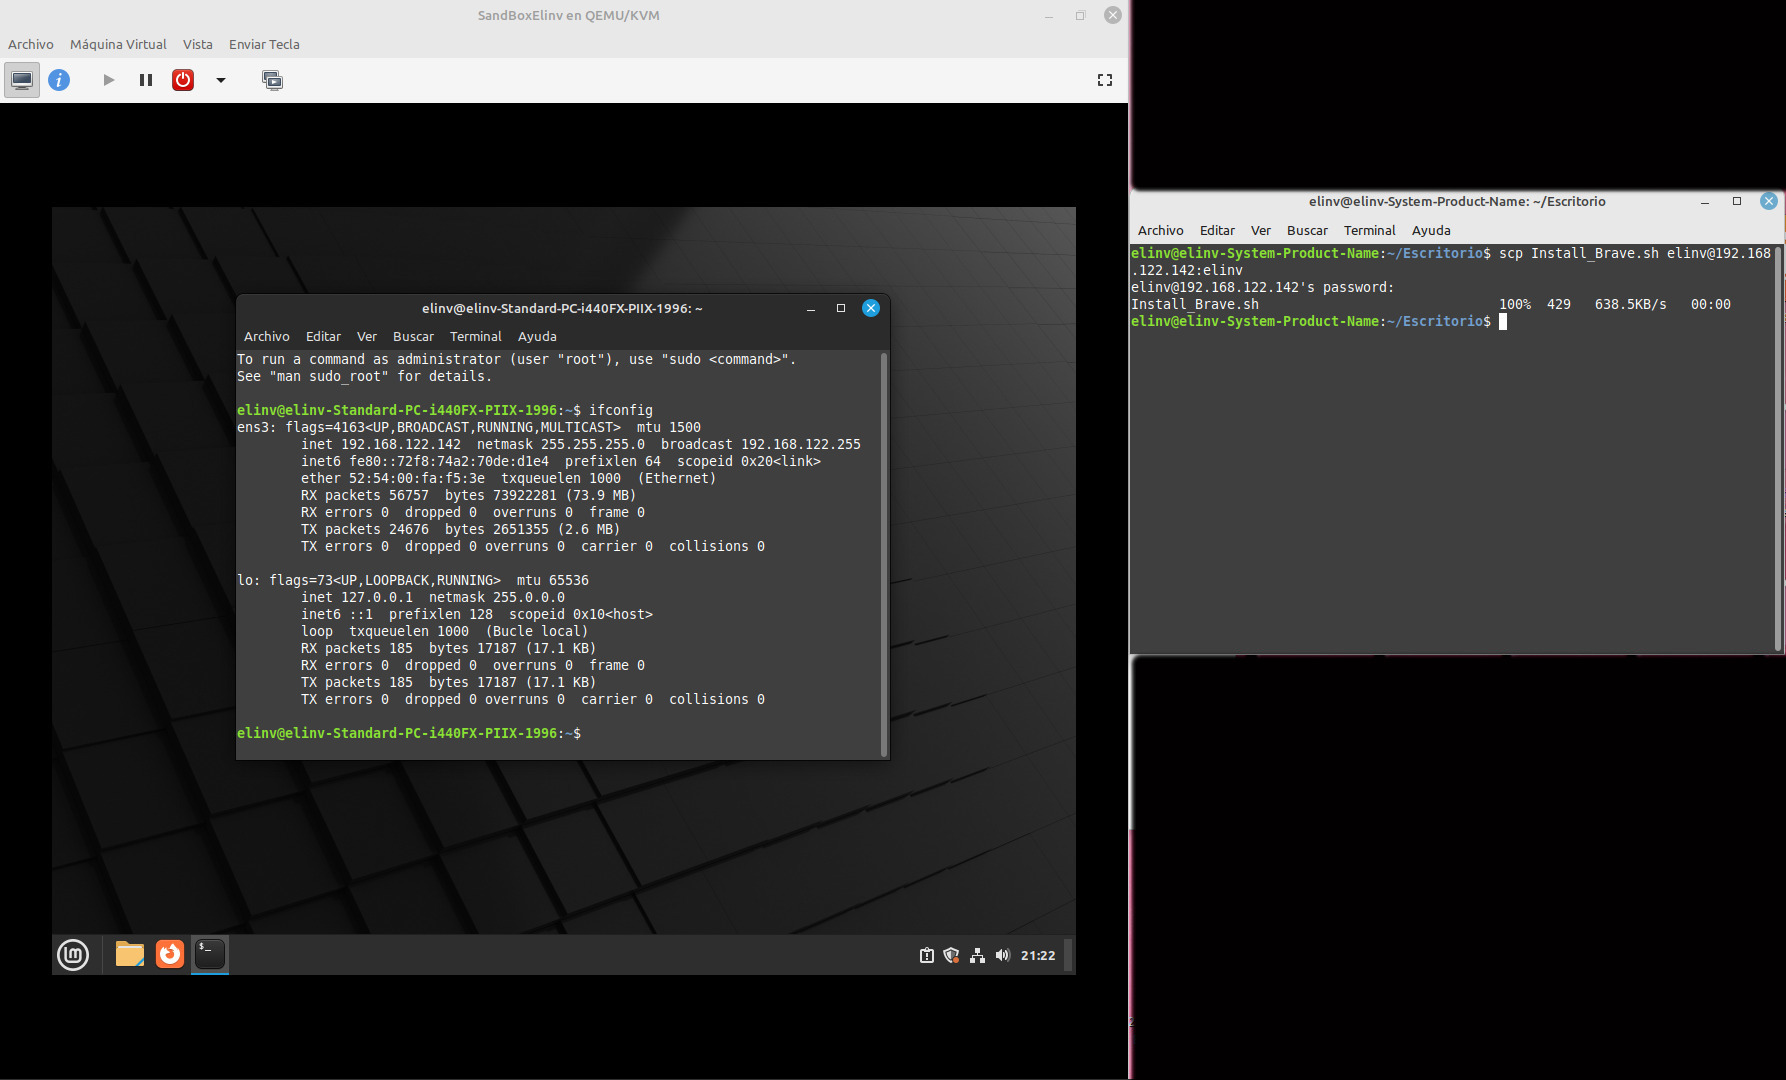 SandBoxElinv en QEMU/KVM
Archivo Máquina Virtual Vista Enviar Tecla
elinv@elinv-Standard-PC-i440FX-PIIX-1996: ~
Archivo Editar Ver Buscar Terminal Ayuda
To run a command as administrator (user "root"), use "sudo <command>".
See "man sudo_root" for details.
elinv@elinv-Standard-PC-i440FX-PIIX-1996:~$ ifconfig
ens3: flags=4163<UP,BROADCAST,RUNNING,MULTICAST>  mtu 1500
inet 192.168.122.142  netmask 255.255.255.0  broadcast 192.168.122.255
inet6 fe80::72f8:74a2:70de:d1e4  prefixlen 64  scopeid 0x20<link>
ether 52:54:00:fa:f5:3e  txqueuelen 1000  (Ethernet)
RX packets 56757  bytes 73922281 (73.9 MB)
RX errors 0  dropped 0  overruns 0  frame 0
TX packets 24676  bytes 2651355 (2.6 MB)
TX errors 0  dropped 0 overruns 0  carrier 0  collisions 0
lo: flags=73<UP,LOOPBACK,RUNNING>  mtu 65536
inet 127.0.0.1  netmask 255.0.0.0
inet6 ::1  prefixlen 128  scopeid 0x10<host>
loop  txqueuelen 1000  (Bucle local)
RX packets 185  bytes 17187 (17.1 KB)
RX errors 0  dropped 0  overruns 0  frame 0
TX packets 185  bytes 17187 (17.1 KB)
TX errors 0  dropped 0 overruns 0  carrier 0  collisions 0
elinv@elinv-Standard-PC-i440FX-PIIX-1996:~$
21:22
elinv@elinv-System-Product-Name: ~/Escritorio
Archivo Editar Ver Buscar Terminal Ayuda
elinv@elinv-System-Product-Name:~/Escritorio$ scp Install_Brave.sh elinv@192.168
.122.142:elinv
elinv@192.168.122.142's password:
Install_Brave.sh 100% 429 638.5KB/s 00:00
elinv@elinv-System-Product-Name:~/Escritorio$